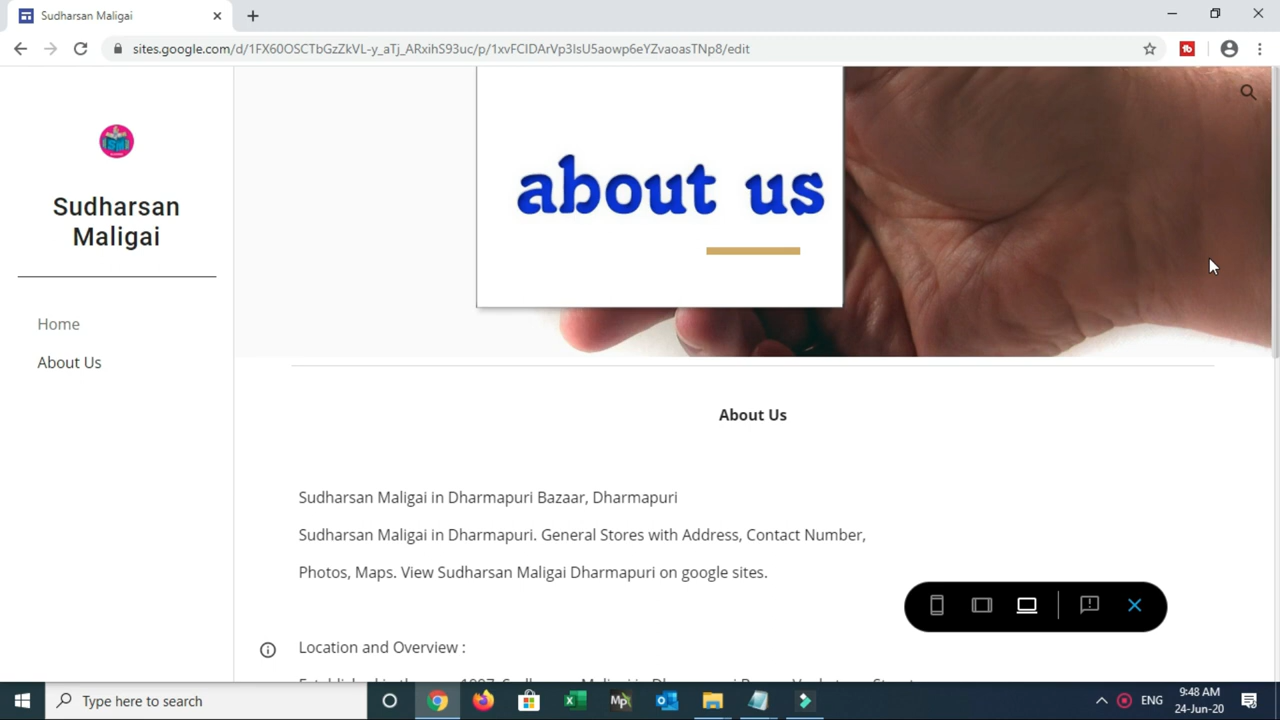 Sudharsan Maligai
sites.google.com/d/1FX60OSCTbGzZkVL-y_aTj_ARxihS93uc/p/1xvFCIDArVp3IsU5aowp6eYZvaoasTNp8/edit
Sudharsan
Maligai
Home
About Us
about us
About Us
Sudharsan Maligai in Dharmapuri Bazaar, Dharmapuri
Sudharsan Maligai in Dharmapuri. General Stores with Address, Contact Number,
Photos, Maps. View Sudharsan Maligai Dharmapuri on google sites.
Location and Overview :
Type here to search
ENG
9:48 AM
24-Jun-20